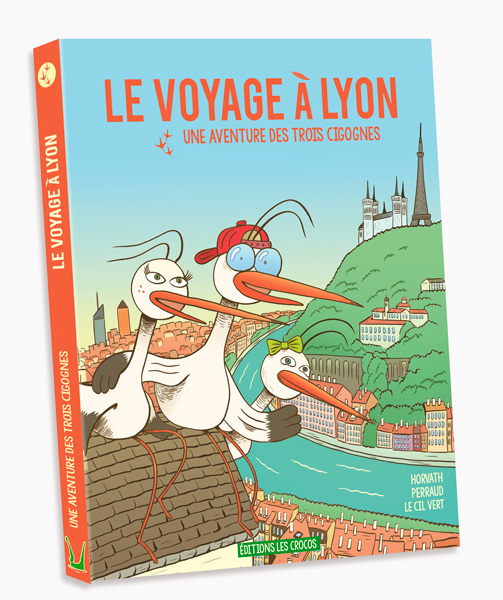 LE VOYAGE À LYON
UNE AVENTURE DES TROIS CIGOGNES
HORVATH
PERRAUD
LE CIL VERT
ÉDITIONS LES CROCOS
LE VOYAGE À LYON
UNE AVENTURE DES TROIS CIGOGNES